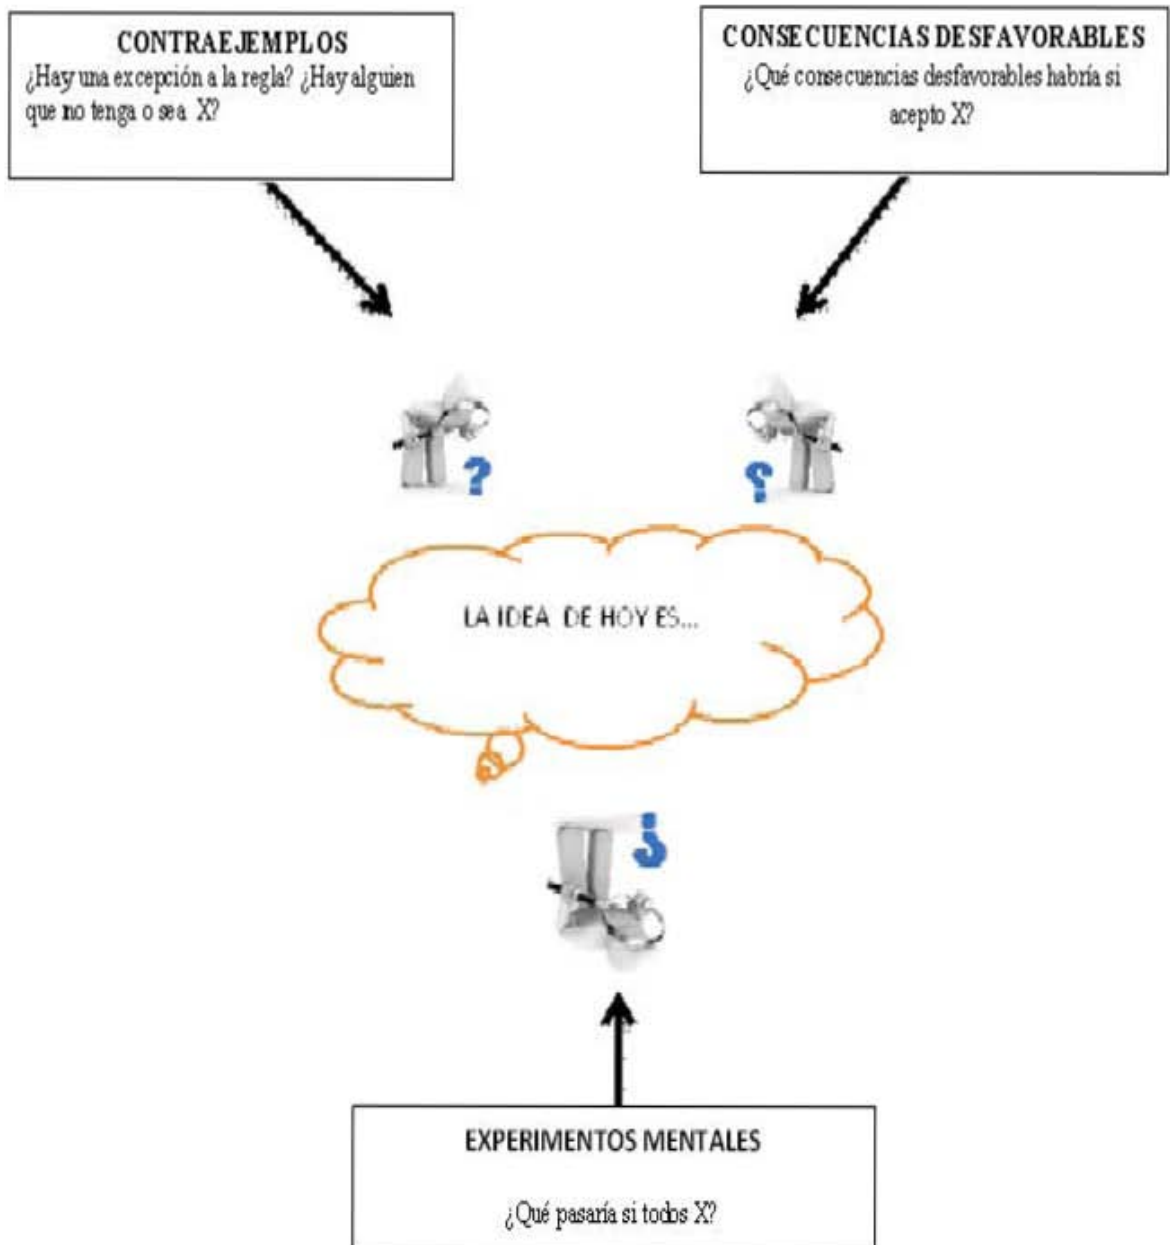 CONTRAEJEMPLOS
¿Hay una excepción a la regla? ¿Hay alguien
que no tenga o sea X?
CONSECUENCIAS DESFAVORABLES
¿Qué consecuencias desfavorables habría si
acepto X?
?
?
LA IDEA DE HOY ES...
?
EXPERIMENTOS MENTALES
¿Qué pasaría si todos X?